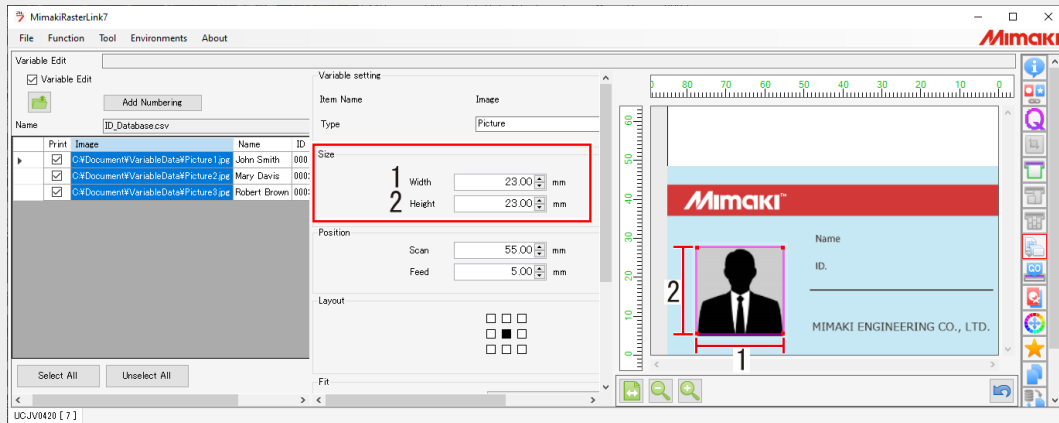 MimakiRasterLink7
File Function Tool Environments About
Mimaki
Variable Edit
Variable Edit
Add Numbering
Name ID_Database.csv
Print Image Name ID
C:¥Document¥VariableData¥Picture1.jpg John Smith 000
C:¥Document¥VariableData¥Picture2.jpg Mary Davis 000
C:¥Document¥VariableData¥Picture3.jpg Robert Brown 000
Select All Unselect All
UCJV0420 [ 7 ]
Variable setting
Item Name Image
Type Picture
Size
1 Width 23.00 mm
2 Height 23.00 mm
Position
Scan 55.00 mm
Feed 5.00 mm
Layout
Fit
80 70 60 50 40 30 20 10 0
60
50
40
30
20
10
0
Mimaki™
Name
ID.
MIMAKI ENGINEERING CO., LTD.
2
1
GO